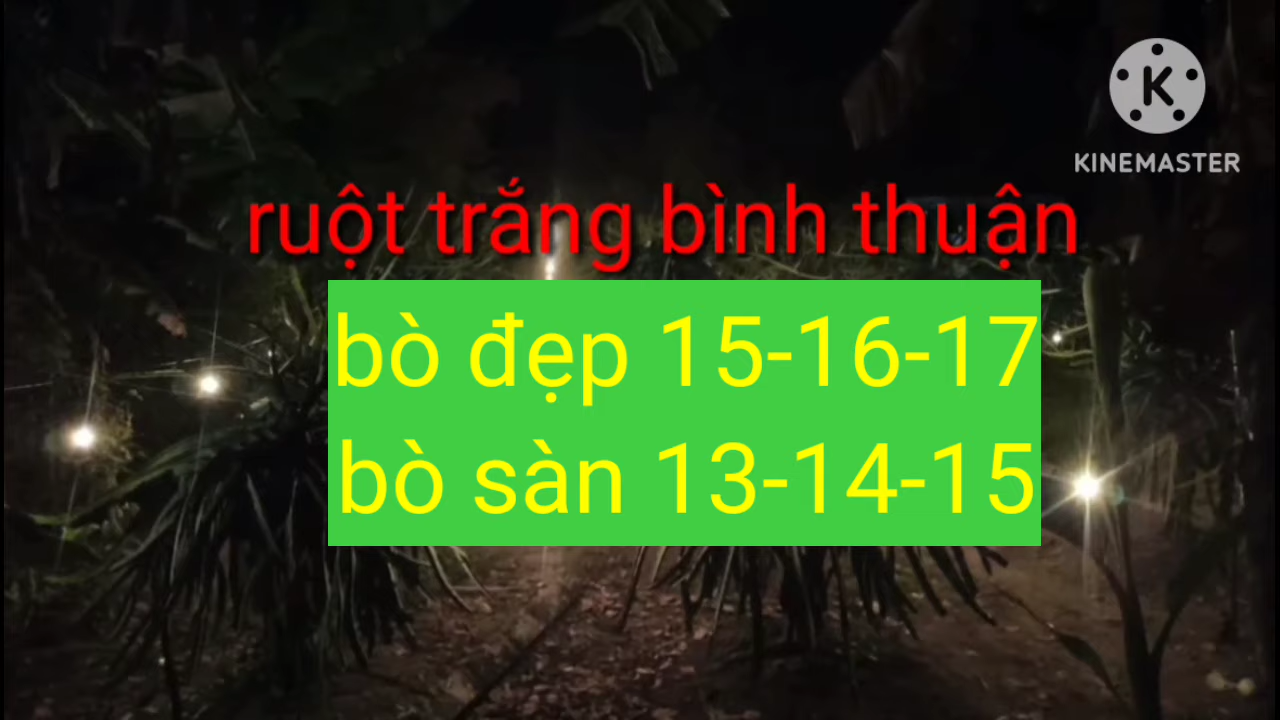 K
KINEMASTER
ruột trắng bình thuận
bò đẹp 15-16-17
bò sàn 13-14-15